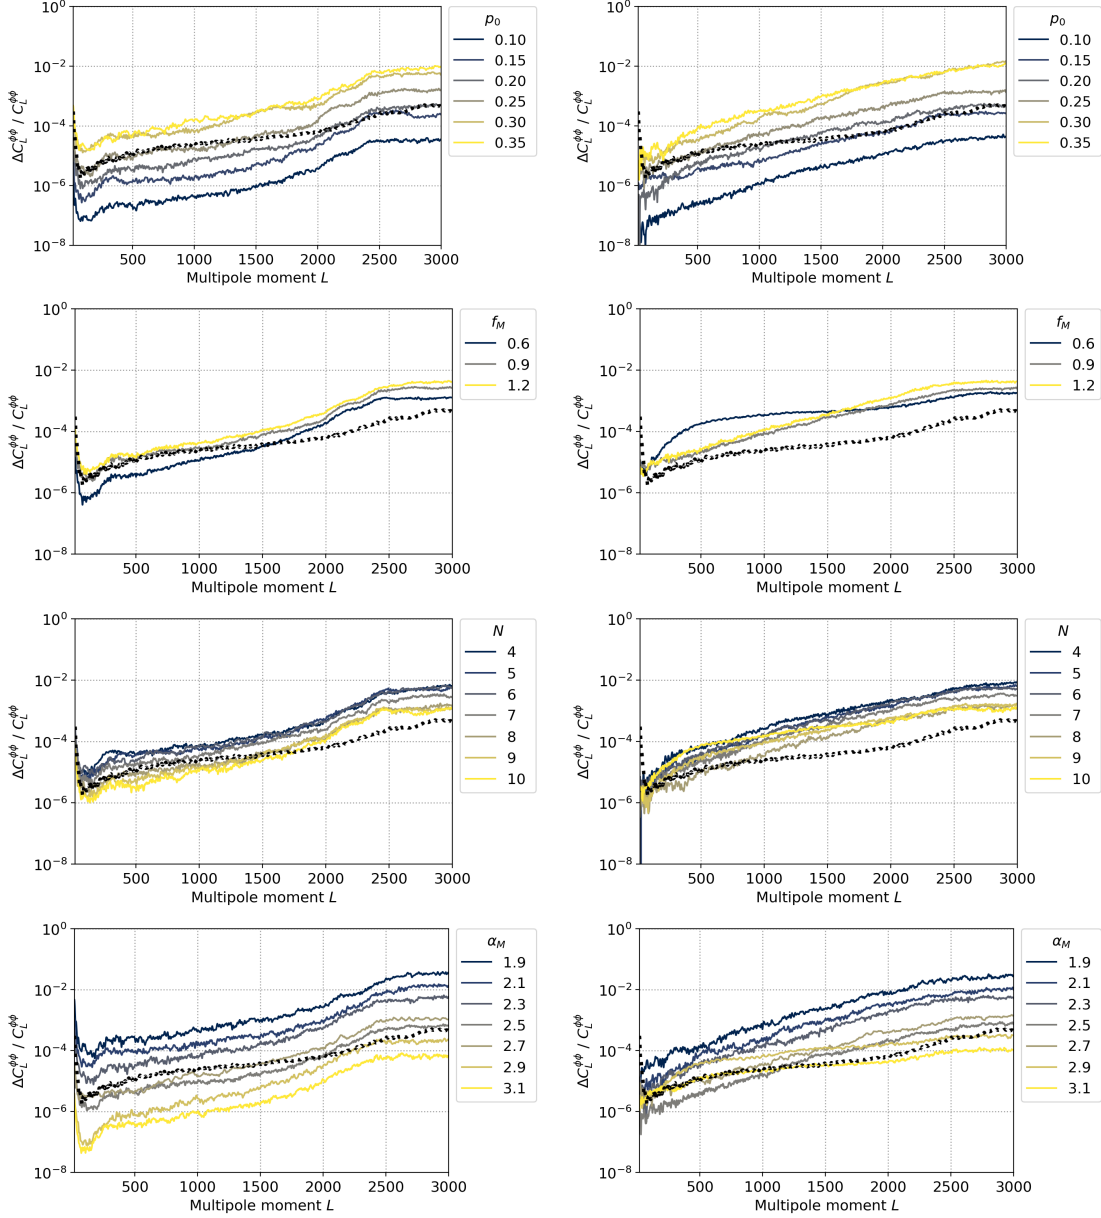 10^0
10^−2
10^−4
10^−6
10^−8
ΔC_L^ϕϕ / C_L^ϕϕ
500 1000 1500 2000 2500 3000
Multipole moment L
p_0
0.10
0.15
0.20
0.25
0.30
0.35
10^0
10^−2
10^−4
10^−6
10^−8
ΔC_L^ϕϕ / C_L^ϕϕ
500 1000 1500 2000 2500 3000
Multipole moment L
p_0
0.10
0.15
0.20
0.25
0.30
0.35
10^0
10^−2
10^−4
10^−6
10^−8
ΔC_L^ϕϕ / C_L^ϕϕ
500 1000 1500 2000 2500 3000
Multipole moment L
f_M
0.6
0.9
1.2
10^0
10^−2
10^−4
10^−6
10^−8
ΔC_L^ϕϕ / C_L^ϕϕ
500 1000 1500 2000 2500 3000
Multipole moment L
f_M
0.6
0.9
1.2
10^0
10^−2
10^−4
10^−6
10^−8
ΔC_L^ϕϕ / C_L^ϕϕ
500 1000 1500 2000 2500 3000
Multipole moment L
N
4
5
6
7
8
9
10
10^0
10^−2
10^−4
10^−6
10^−8
ΔC_L^ϕϕ / C_L^ϕϕ
500 1000 1500 2000 2500 3000
Multipole moment L
N
4
5
6
7
8
9
10
10^0
10^−2
10^−4
10^−6
10^−8
ΔC_L^ϕϕ / C_L^ϕϕ
500 1000 1500 2000 2500 3000
Multipole moment L
α_M
1.9
2.1
2.3
2.5
2.7
2.9
3.1
10^0
10^−2
10^−4
10^−6
10^−8
ΔC_L^ϕϕ / C_L^ϕϕ
500 1000 1500 2000 2500 3000
Multipole moment L
α_M
1.9
2.1
2.3
2.5
2.7
2.9
3.1